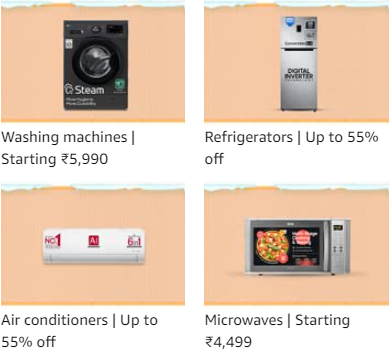 Steam
DIGITAL
INVERTER
TECHNOLOGY
Washing machines |
Starting ₹5,990
Refrigerators | Up to 55%
off
NO.1
AI
6in1
Air conditioners | Up to
55% off
Microwaves | Starting
₹4,499